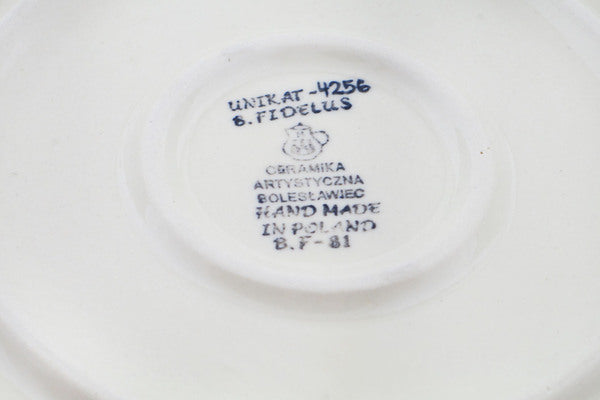 UNIKAT -4256
B. FIDELUS
CERAMIKA
ARTYSTYCZNA
BOLESŁAWIEC
HAND MADE
IN POLAND
B.F-81